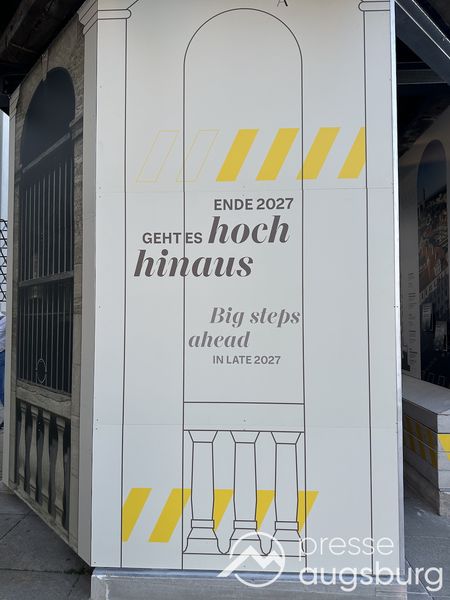 ENDE 2027
GEHT ES hoch
hinaus
Big steps
ahead
IN LATE 2027
presse
augsburg